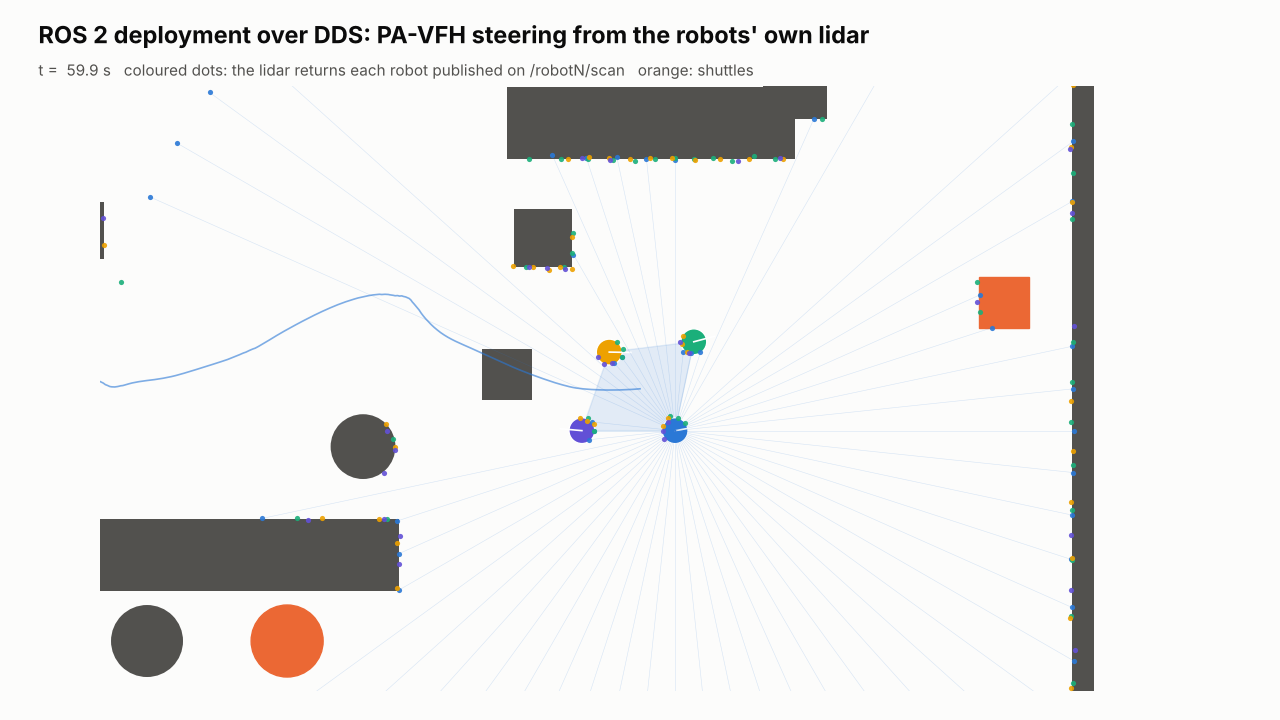 ROS 2 deployment over DDS: PA-VFH steering from the robots' own lidar
t = 59.9 s coloured dots: the lidar returns each robot published on /robotN/scan orange: shuttles